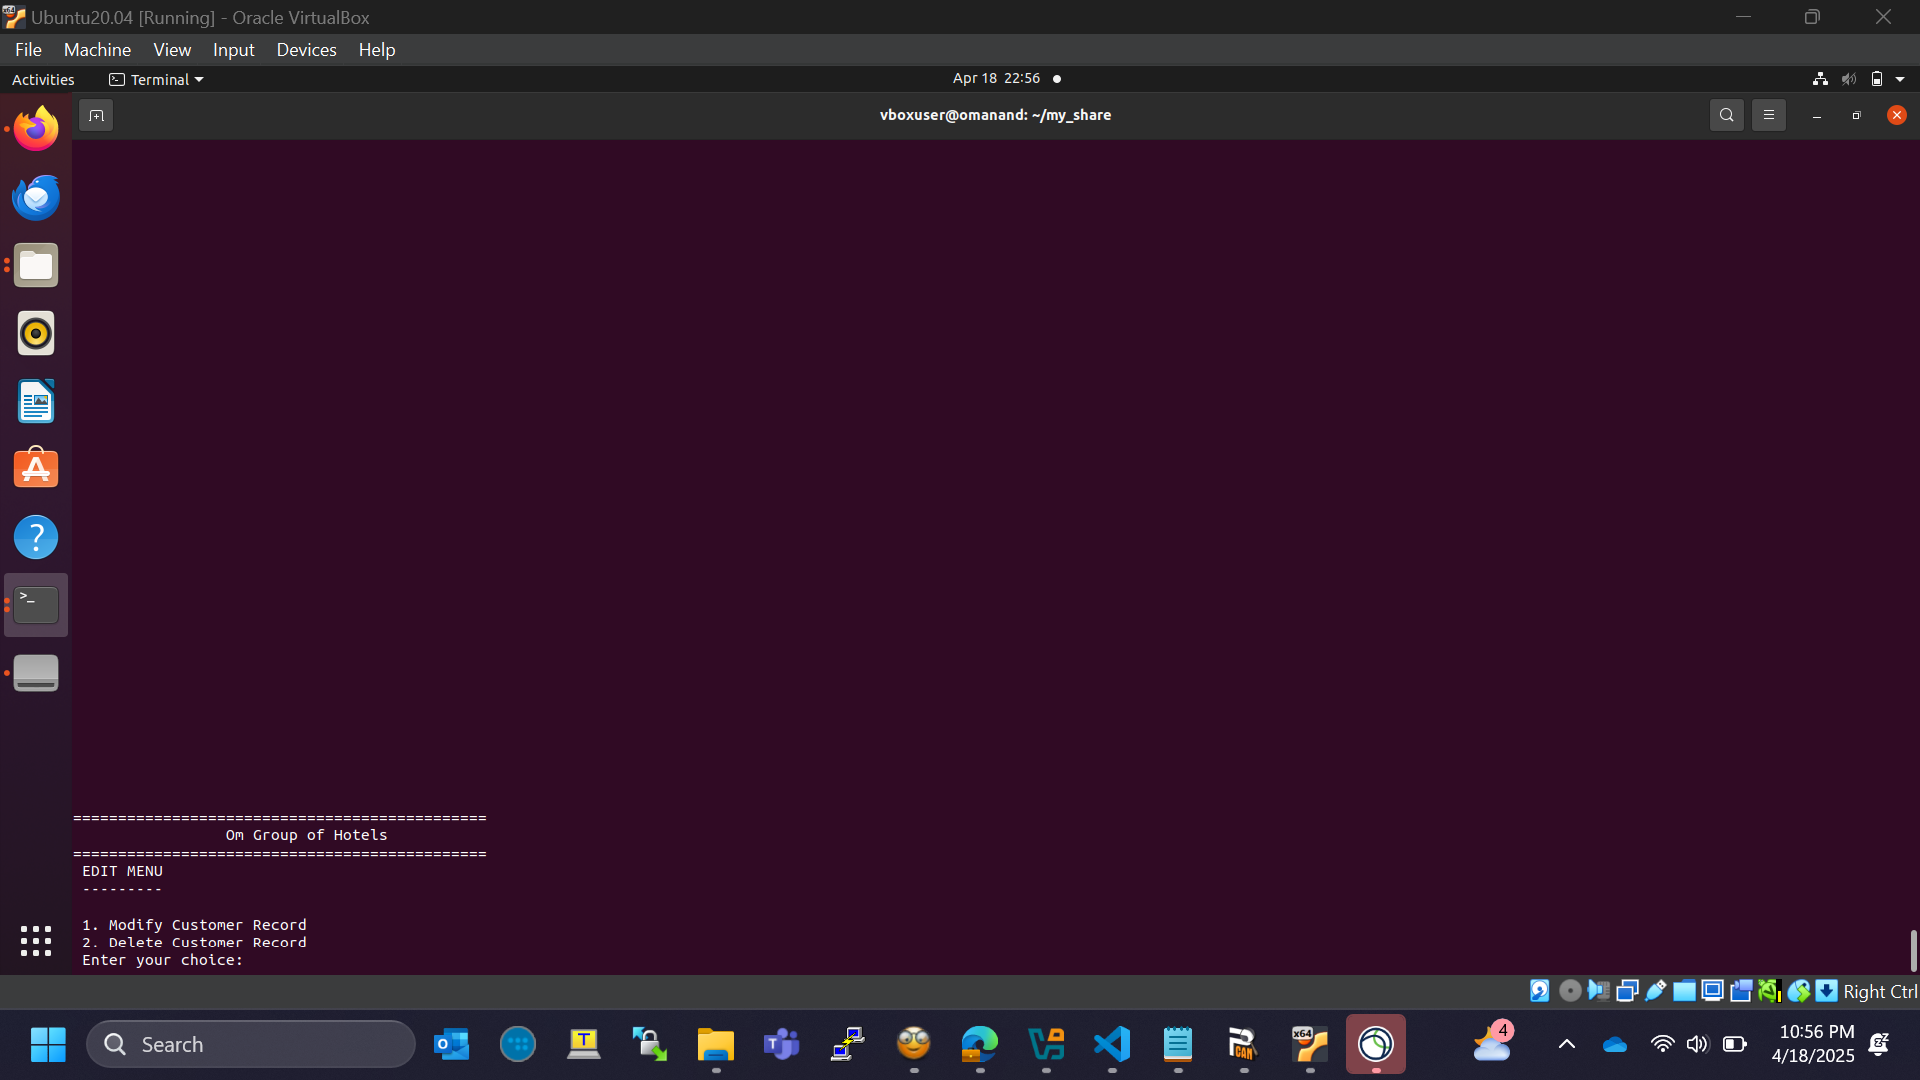 Ubuntu20.04 [Running] - Oracle VirtualBox
File Machine View Input Devices Help
Activities Terminal Apr 18 22:56
vboxuser@omanand: ~/my_share
==============================================
Om Group of Hotels
==============================================
EDIT MENU
---------
1. Modify Customer Record
2. Delete Customer Record
Enter your choice:
Right Ctrl
Search
4
10:56 PM
4/18/2025